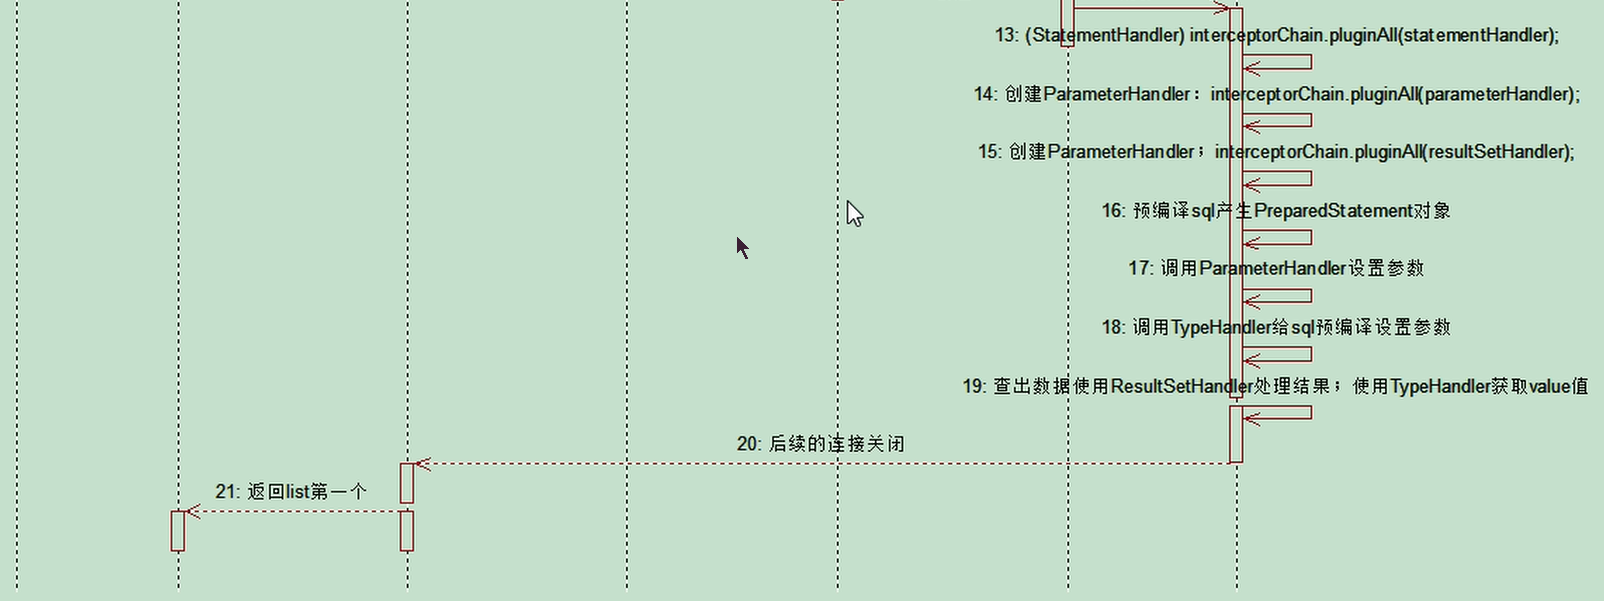 13: (StatementHandler) interceptorChain.pluginAll(statementHandler);
14: 创建ParameterHandler：interceptorChain.pluginAll(parameterHandler);
15: 创建ParameterHandler；interceptorChain.pluginAll(resultSetHandler);
16: 预编译sql产生PreparedStatement对象
17: 调用ParameterHandler设置参数
18: 调用TypeHandler给sql预编译设置参数
19: 查出数据使用ResultSetHandler处理结果；使用TypeHandler获取value值
20: 后续的连接关闭
21: 返回list第一个